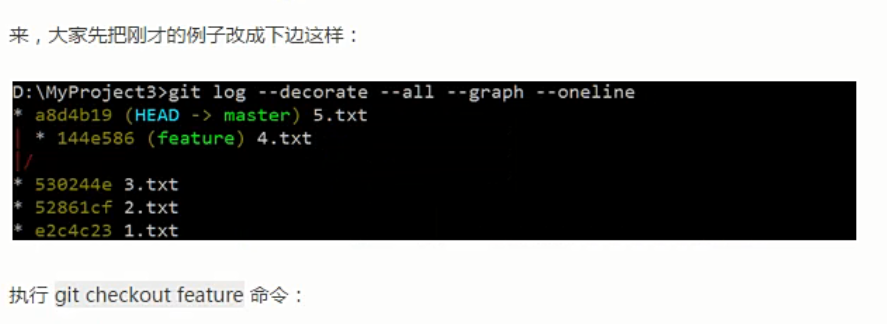 来，大家先把刚才的例子改成下边这样：
D:\MyProject3>git log --decorate --all --graph --oneline
* a8d4b19 (HEAD -> master) 5.txt
| * 144e586 (feature) 4.txt
|/
* 530244e 3.txt
* 52861cf 2.txt
* e2c4c23 1.txt
执行 git checkout feature 命令：